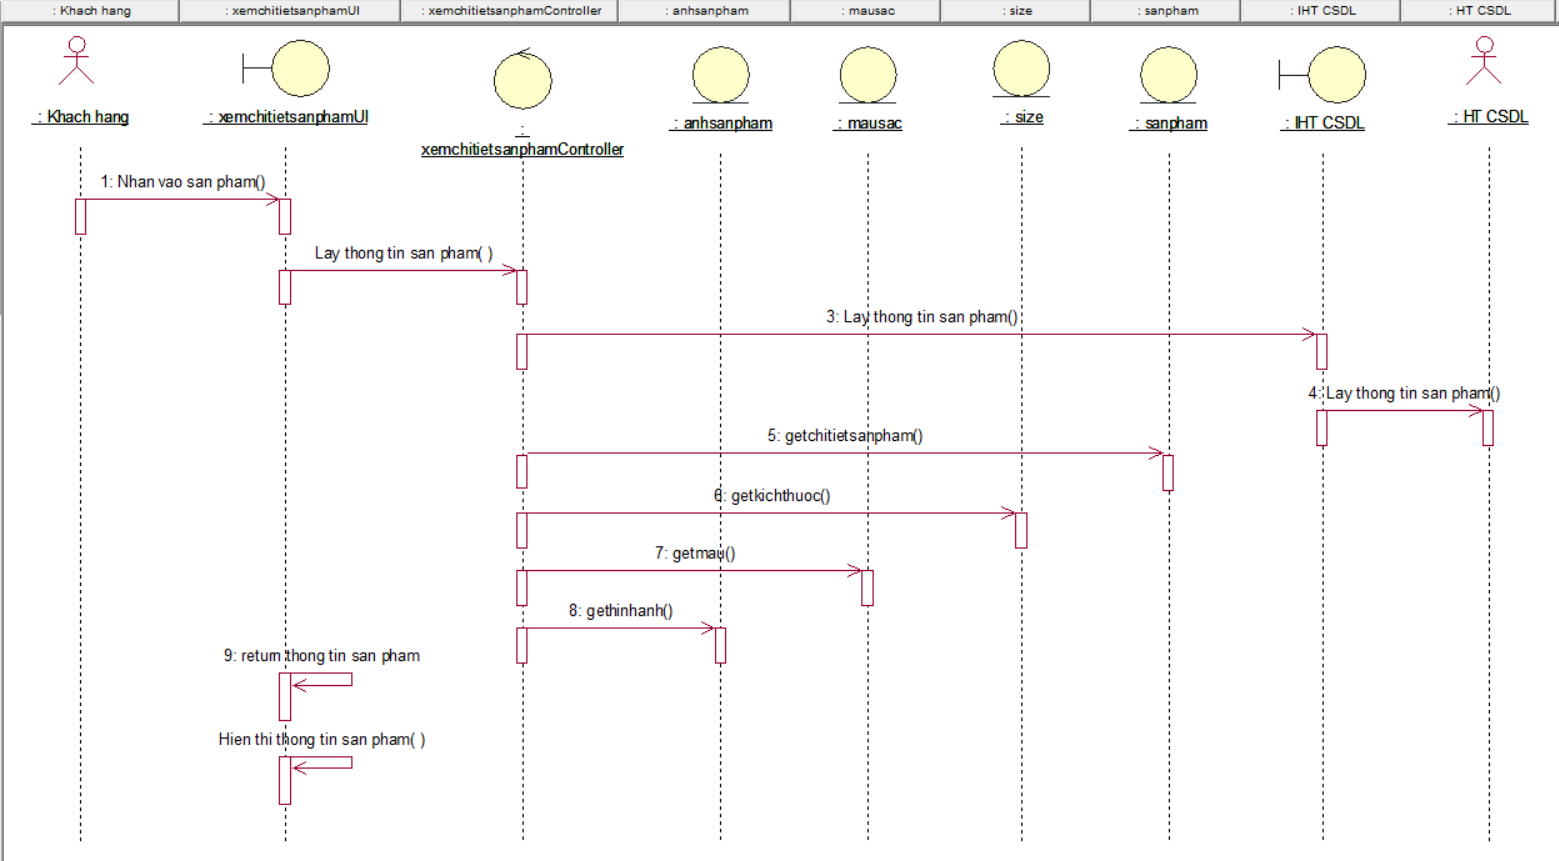 : Khach hang
: xemchitietsanphamUI
: xemchitietsanphamController
: anhsanpham
: mausac
: size
: sanpham
: IHT CSDL
: HT CSDL
: Khach hang
: xemchitietsanphamUI
:
xemchitietsanphamController
: anhsanpham
: mausac
: size
: sanpham
: IHT CSDL
: HT CSDL
1: Nhan vao san pham()
Lay thong tin san pham( )
3: Lay thong tin san pham()
4: Lay thong tin san pham()
5: getchitietsanpham()
6: getkichthuoc()
7: getmau()
8: gethinhanh()
9: return thong tin san pham
Hien thi thong tin san pham( )